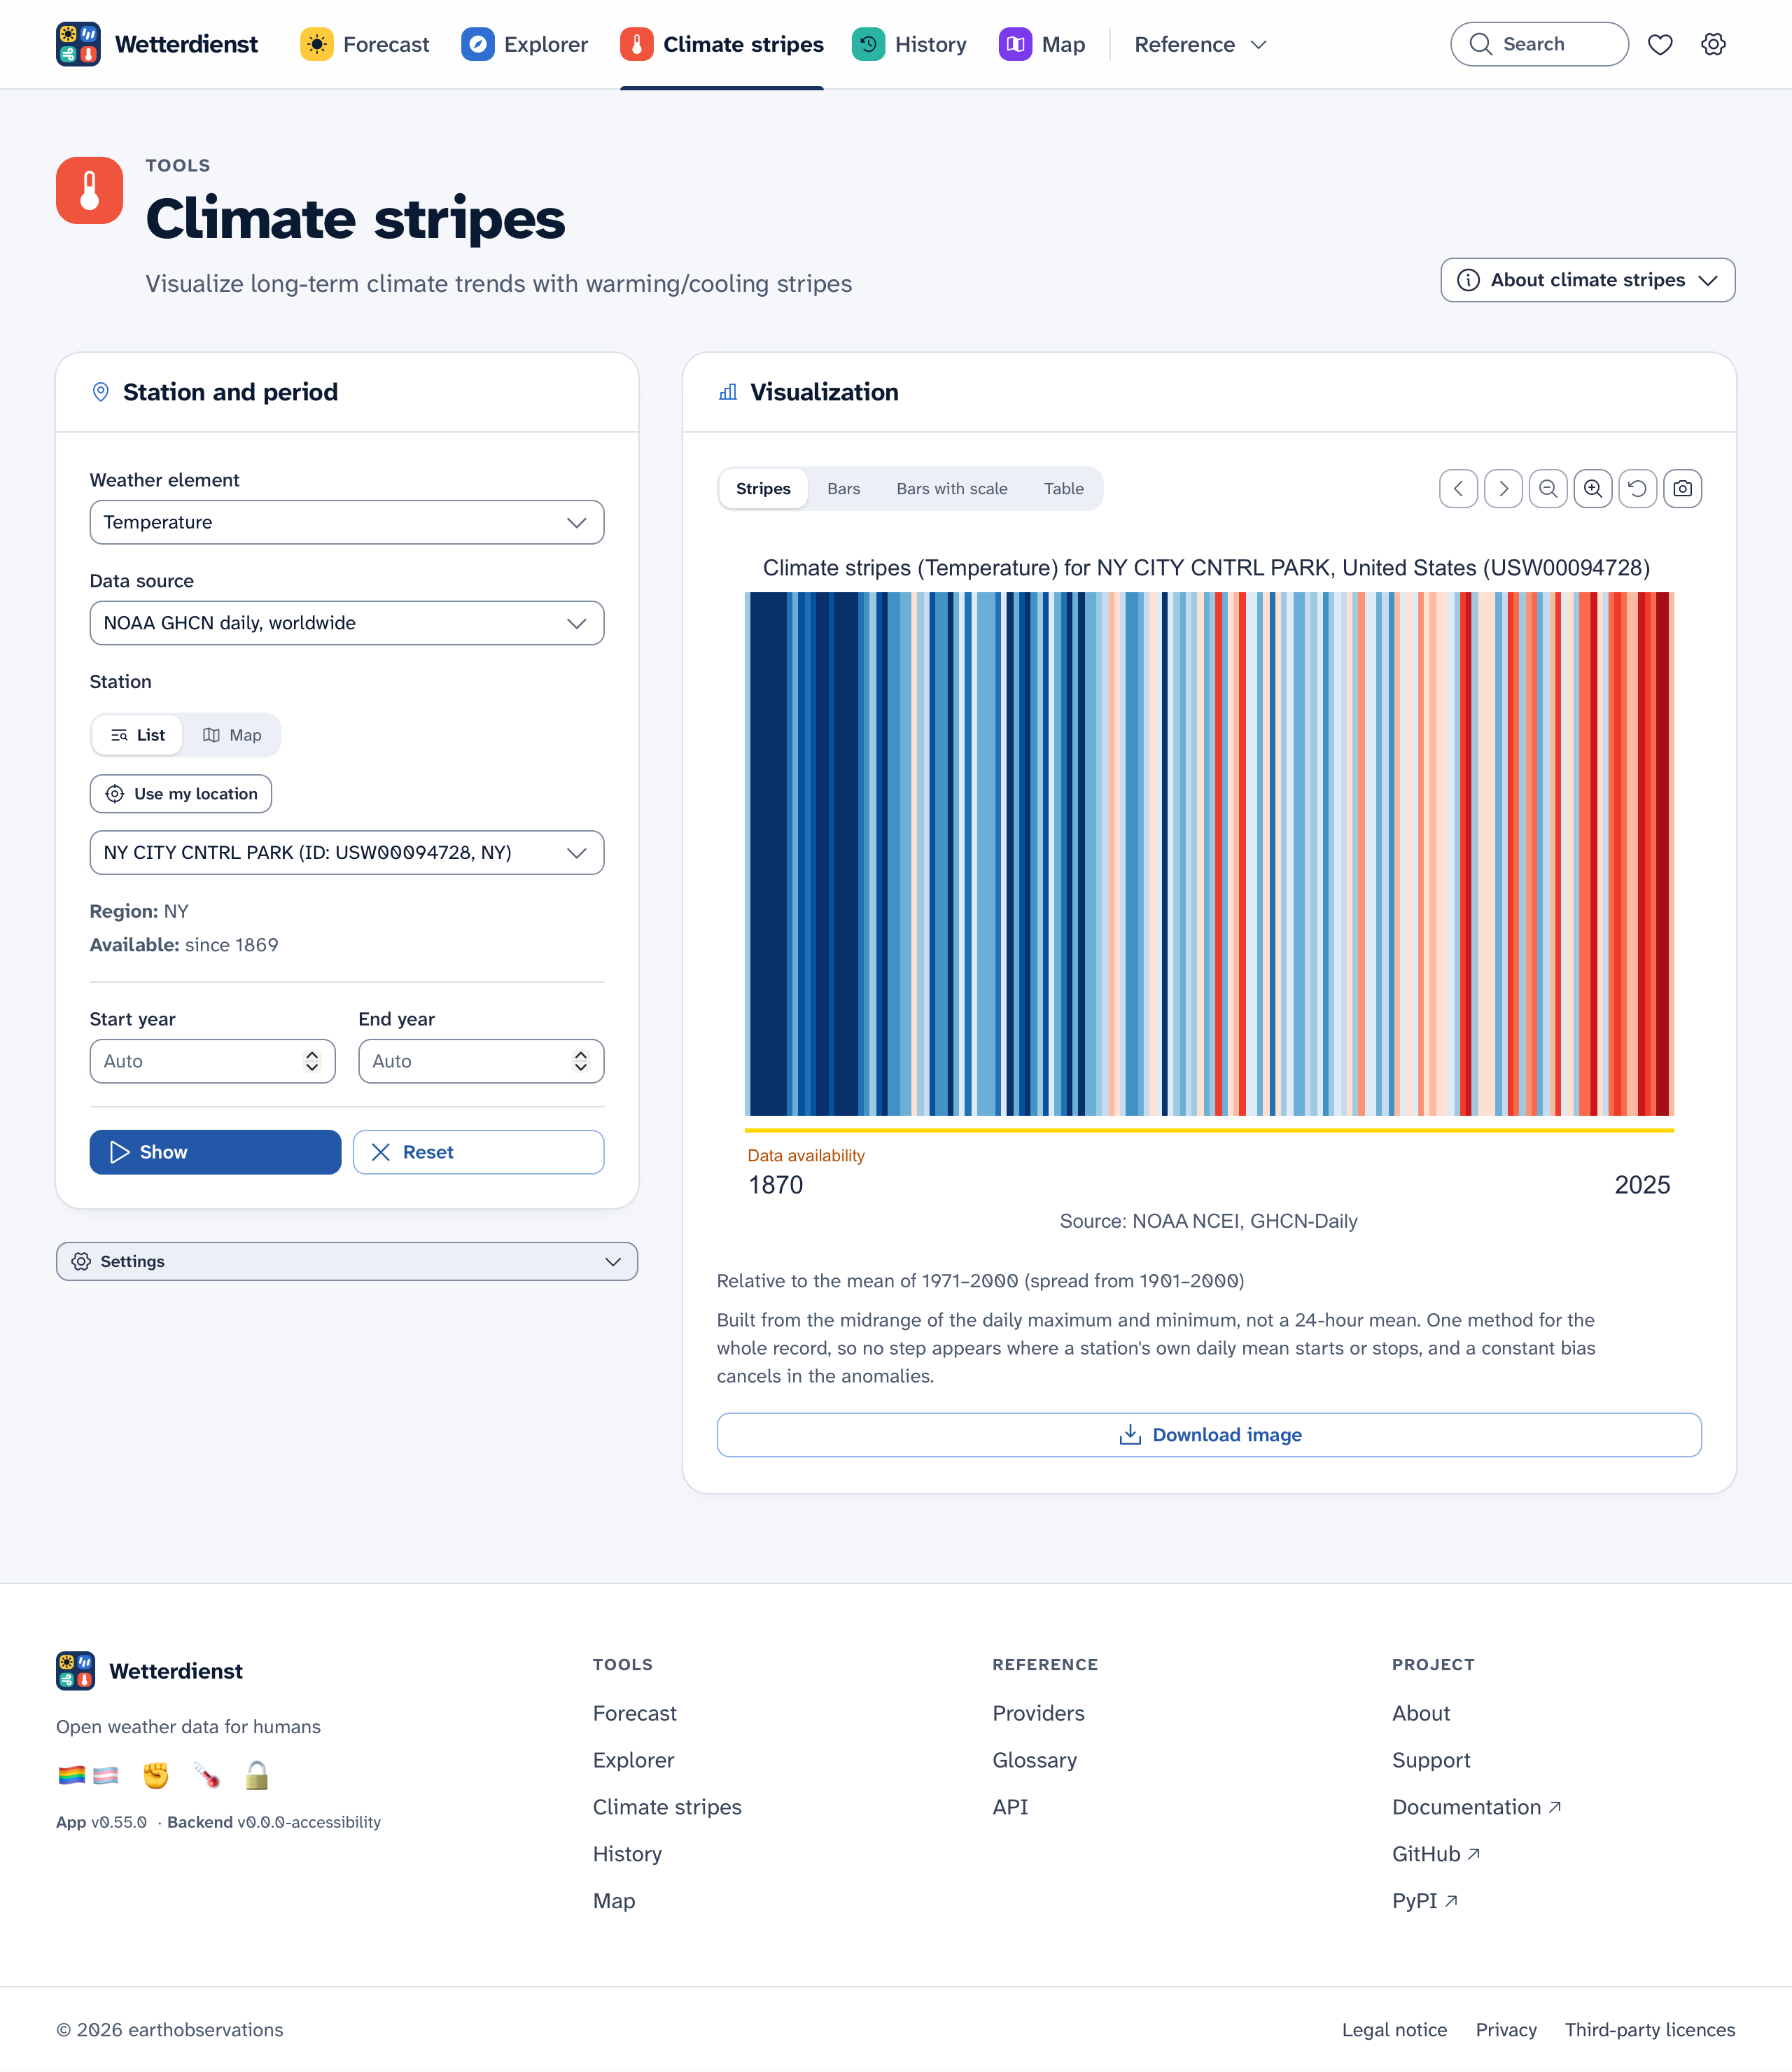 Wetterdienst
Forecast
Explorer
Climate stripes
History
Map
Reference
Search
TOOLS
Climate stripes
Visualize long-term climate trends with warming/cooling stripes
About climate stripes
Station and period
Weather element
Temperature
Data source
NOAA GHCN daily, worldwide
Station
List
Map
Use my location
NY CITY CNTRL PARK (ID: USW00094728, NY)
Region: NY
Available: since 1869
Start year
End year
Auto
Auto
Show
Reset
Settings
Visualization
Stripes
Bars
Bars with scale
Table
Climate stripes (Temperature) for NY CITY CNTRL PARK, United States (USW00094728)
Data availability
1870
2025
Source: NOAA NCEI, GHCN-Daily
Relative to the mean of 1971–2000 (spread from 1901–2000)
Built from the midrange of the daily maximum and minimum, not a 24-hour mean. One method for the
whole record, so no step appears where a station's own daily mean starts or stops, and a constant bias
cancels in the anomalies.
Download image
Wetterdienst
Open weather data for humans
App v0.55.0 · Backend v0.0.0-accessibility
TOOLS
Forecast
Explorer
Climate stripes
History
Map
REFERENCE
Providers
Glossary
API
PROJECT
About
Support
Documentation
GitHub
PyPI
© 2026 earthobservations
Legal notice
Privacy
Third-party licences